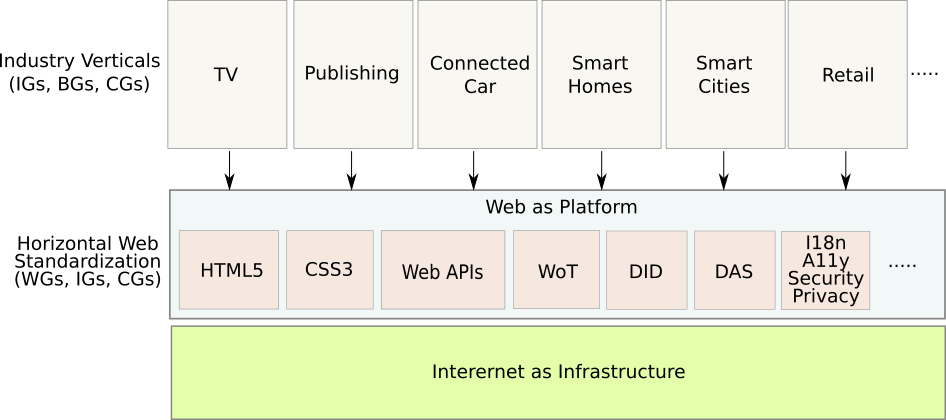 Industry Verticals
(IGs, BGs, CGs)
TV
Publishing
Connected
Car
Smart
Homes
Smart
Cities
Retail
.....
Web as Platform
Horizontal Web
Standardization
(WGs, IGs, CGs)
HTML5
CSS3
Web APIs
WoT
DID
DAS
I18n
A11y
Security
Privacy
.....
Interernet as Infrastructure